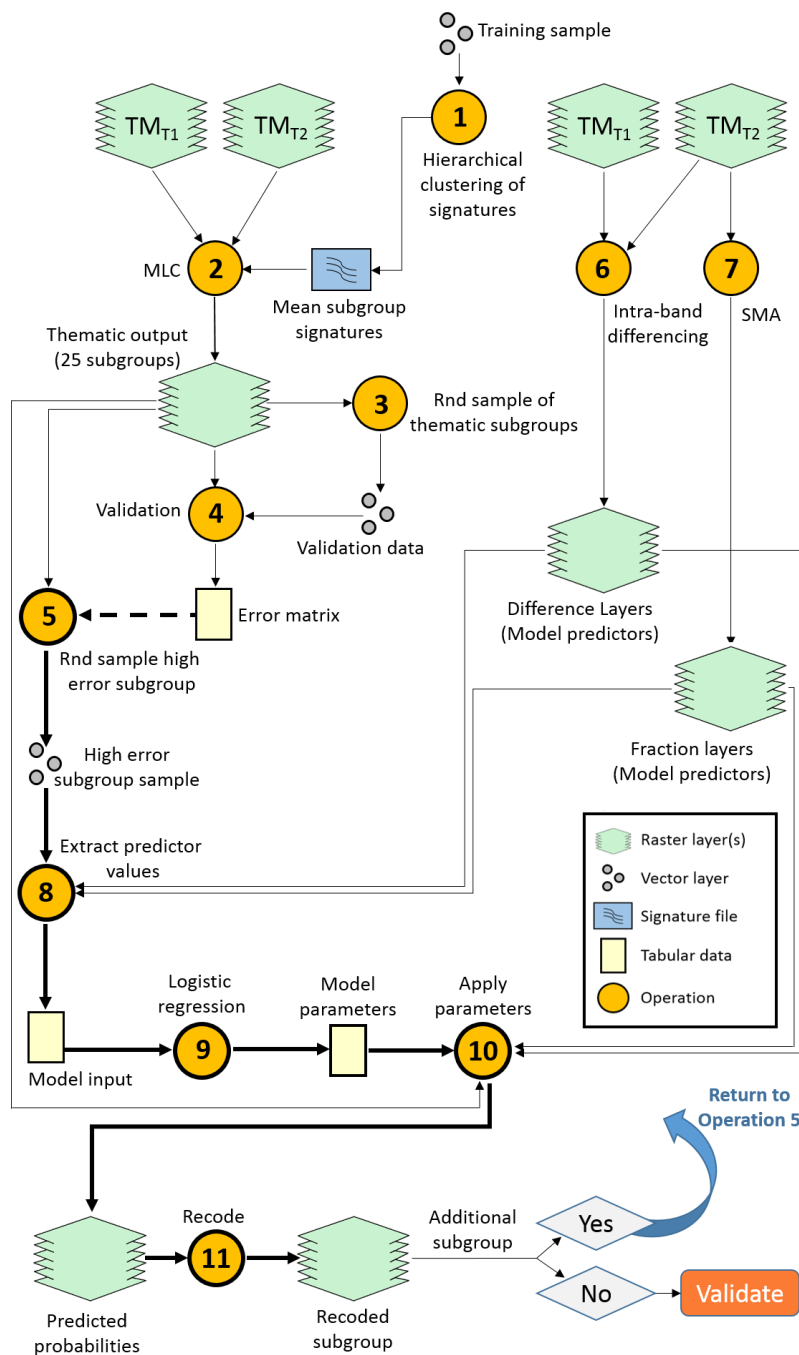 Training sample
TMT1
TMT2
1
Hierarchical
clustering of
signatures
TMT1
TMT2
MLC
2
Mean subgroup
signatures
6
Intra-band
differencing
7
SMA
Thematic output
(25 subgroups)
3
Rnd sample of
thematic subgroups
Validation
4
Validation data
5
Error matrix
Rnd sample high
error subgroup
Difference Layers
(Model predictors)
High error
subgroup sample
Fraction layers
(Model predictors)
Extract predictor
values
8
Raster layer(s)
Vector layer
Signature file
Tabular data
Operation
Model input
Logistic
regression
9
Model
parameters
Apply
parameters
10
Return to
Operation 5
Predicted
probabilities
Recode
11
Recoded
subgroup
Additional
subgroup
Yes
No
Validate